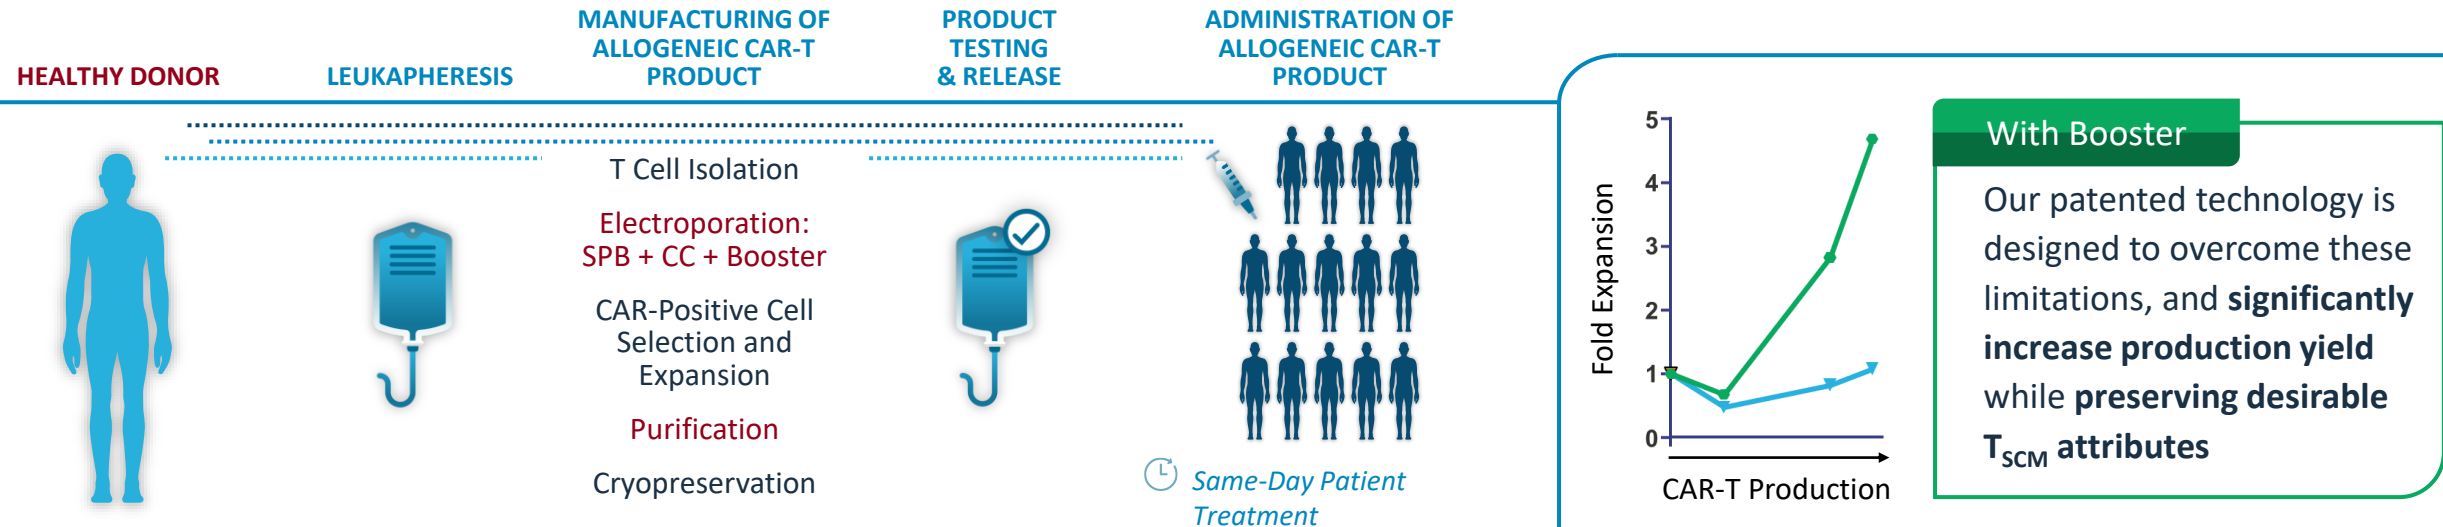 HEALTHY DONOR
LEUKAPHERESIS
MANUFACTURING OF
ALLOGENEIC CAR-T
PRODUCT
PRODUCT
TESTING
& RELEASE
ADMINISTRATION OF
ALLOGENEIC CAR-T
PRODUCT
T Cell Isolation
Electroporation:
SPB + CC + Booster
CAR-Positive Cell
Selection and
Expansion
Purification
Cryopreservation
Same-Day Patient
Treatment
Fold Expansion
5
4
3
2
1
0
CAR-T Production
With Booster
Our patented technology is
designed to overcome these
limitations, and significantly
increase production yield
while preserving desirable
TSCM attributes